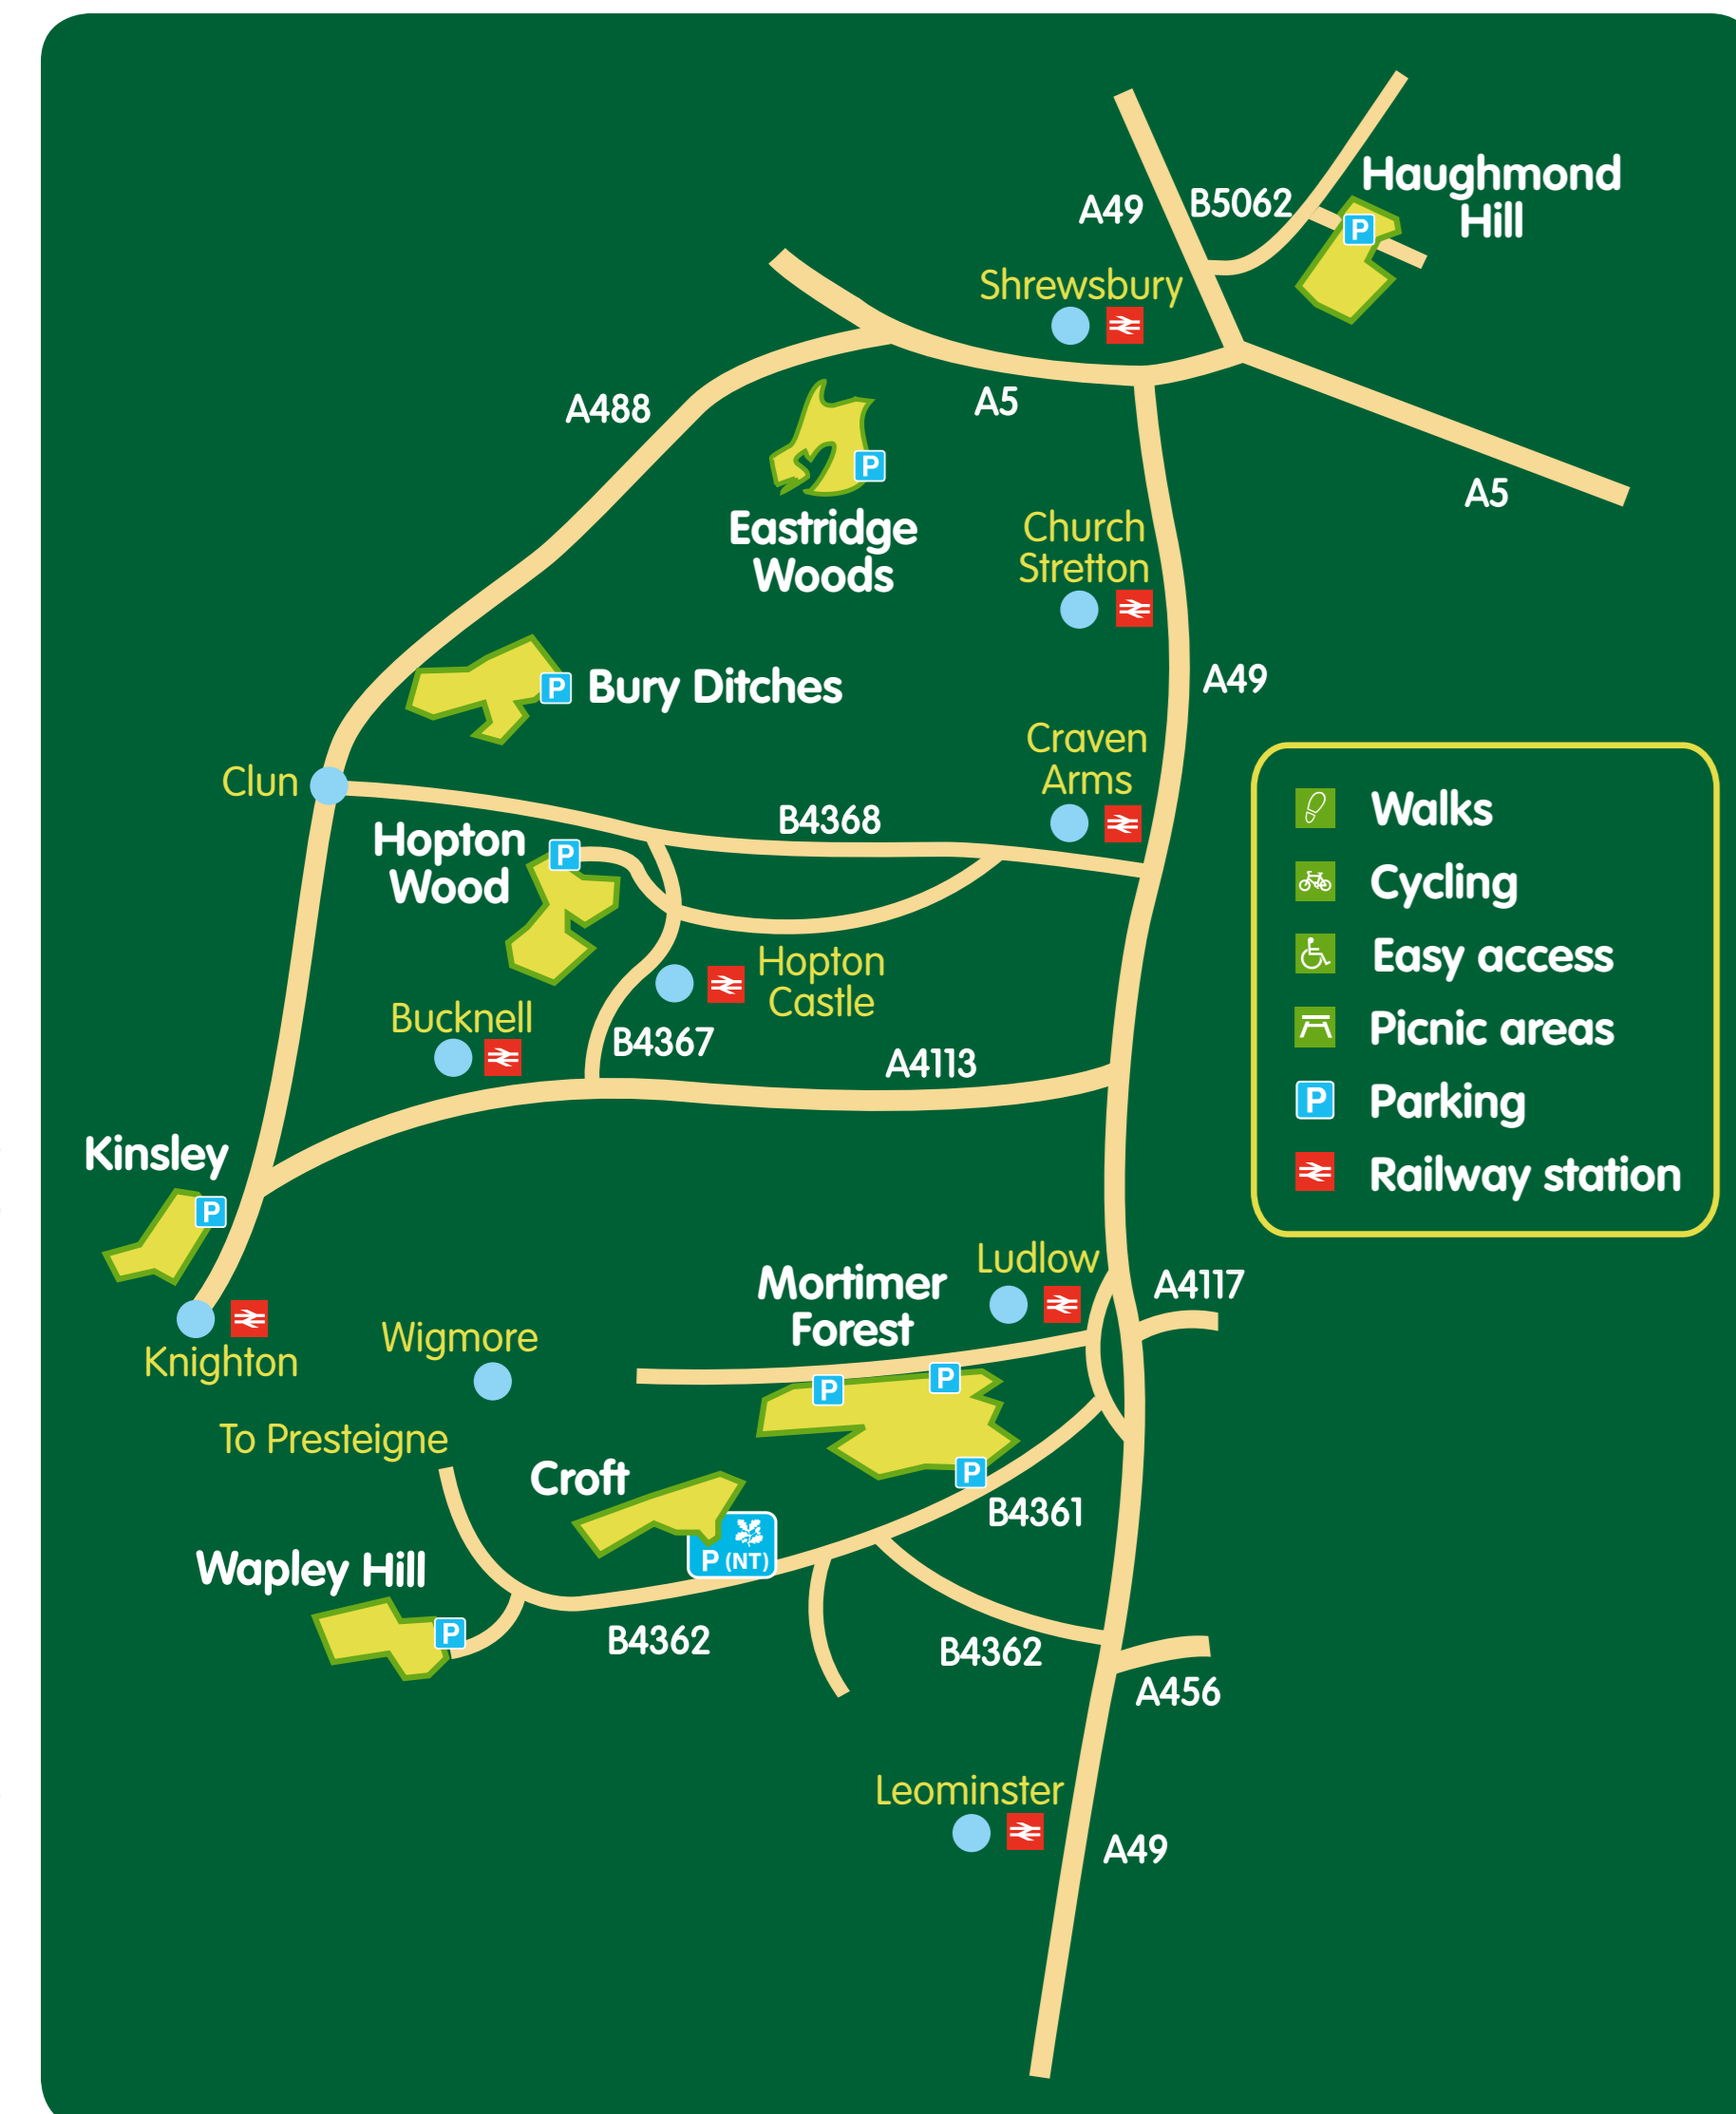 Haughmond
Hill
A49
B5062
P
Shrewsbury
A488
A5
A5
P
Eastridge
Woods
Church
Stretton
P
Bury Ditches
A49
Craven
Arms
Clun
B4368
Hopton
Wood
P
Hopton
Castle
Bucknell
B4367
A4113
Walks
Cycling
Easy access
Picnic areas
P
Parking
Railway station
Kinsley
P
Knighton
Wigmore
Mortimer
Forest
Ludlow
A4117
P
P
P
To Presteigne
Croft
P (NT)
B4361
Wapley Hill
P
B4362
B4362
A456
Leominster
A49